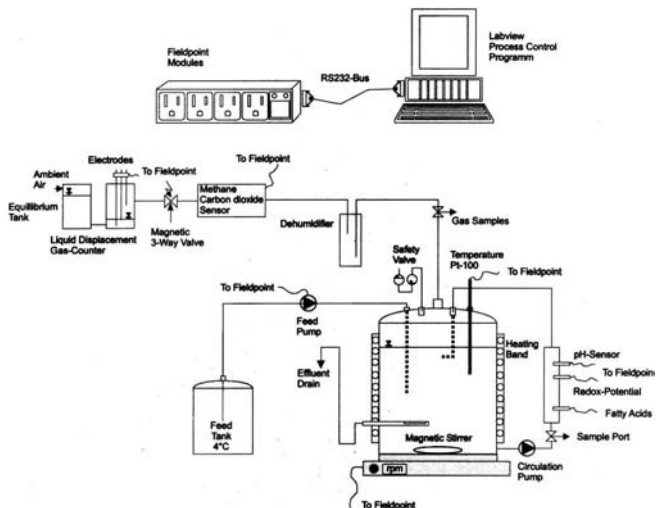 Fieldpoint
Modules
RS232-Bus
Labview
Process Control
Programm
Electrodes
Ambient
Air
To Fieldpoint
Equillibrium
Tank
Liquid Displacement
Gas-Counter
Magnetic
3-Way Valve
Methane
Carbon dioxide
Sensor
To Fieldpoint
Dehumidifier
Gas Samples
Safety
Valve
Temperature
Pt-100
To Fieldpoint
To Fieldpoint
Feed
Pump
Effluent
Drain
Feed
Tank
4°C
Heating
Band
pH-Sensor
To Fieldpoint
Redox-Potential
Fatty Acids
Sample Port
Magnetic Stirrer
Circulation
Pump
rpm
To Fieldpoint